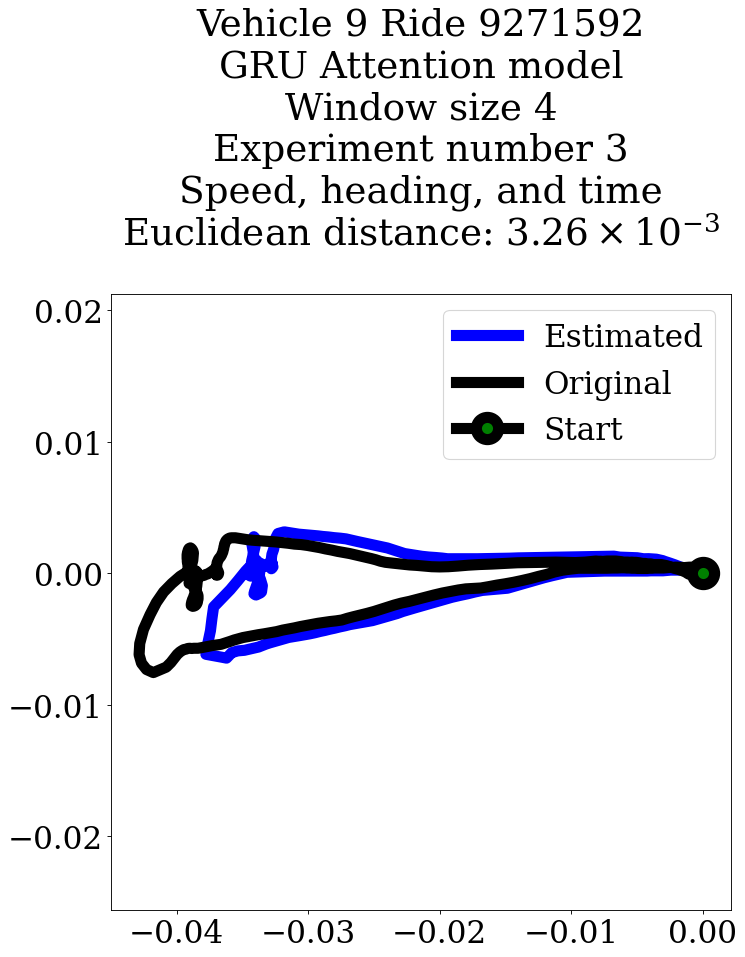 Vehicle 9 Ride 9271592
GRU Attention model
Window size 4
Experiment number 3
Speed, heading, and time
Euclidean distance: 3.26 × 10⁻³
Estimated
Original
Start
0.02
0.01
0.00
−0.01
−0.02
−0.04 −0.03 −0.02 −0.01 0.00